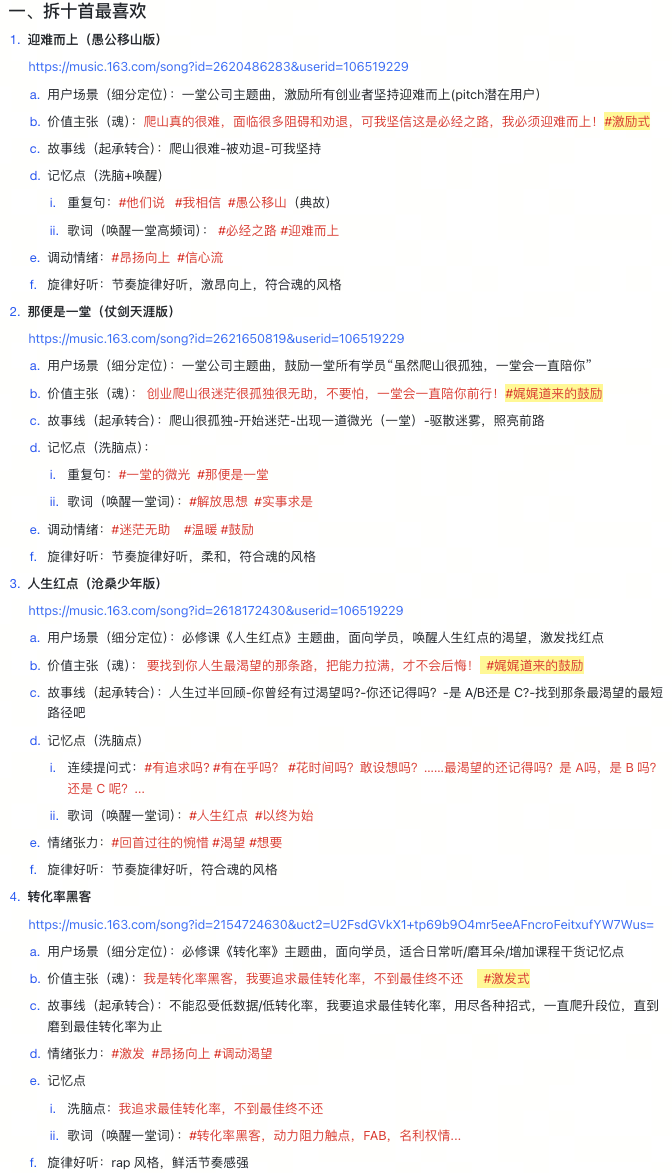 一、拆十首最喜欢
1. 迎难而上（愚公移山版）
https://music.163.com/song?id=2620486283&userid=106519229
a. 用户场景（细分定位）：一堂公司主题曲，激励所有创业者坚持迎难而上(pitch潜在用户)
b. 价值主张（魂）：爬山真的很难，面临很多阻碍和劝退，可我坚信这是必经之路，我必须迎难而上！#激励式
c. 故事线（起承转合）：爬山很难-被劝退-可我坚持
d. 记忆点（洗脑+唤醒）
i. 重复句：#他们说 #我相信 #愚公移山（典故）
ii. 歌词（唤醒一堂高频词）： #必经之路 #迎难而上
e. 调动情绪：#昂扬向上 #信心流
f. 旋律好听：节奏旋律好听，激昂向上，符合魂的风格
2. 那便是一堂（仗剑天涯版）
https://music.163.com/song?id=2621650819&userid=106519229
a. 用户场景（细分定位）：一堂公司主题曲，鼓励一堂所有学员“虽然爬山很孤独，一堂会一直陪你”
b. 价值主张（魂）： 创业爬山很迷茫很孤独很无助，不要怕，一堂会一直陪你前行！#娓娓道来的鼓励
c. 故事线（起承转合）：爬山很孤独-开始迷茫-出现一道微光（一堂）-驱散迷雾，照亮前路
d. 记忆点（洗脑点）：
i. 重复句：#一堂的微光 #那便是一堂
ii. 歌词（唤醒一堂词）：#解放思想 #实事求是
e. 调动情绪：#迷茫无助 #温暖 #鼓励
f. 旋律好听：节奏旋律好听，柔和，符合魂的风格
3. 人生红点（沧桑少年版）
https://music.163.com/song?id=2618172430&userid=106519229
a. 用户场景（细分定位）：必修课《人生红点》主题曲，面向学员，唤醒人生红点的渴望，激发找红点
b. 价值主张（魂）： 要找到你人生最渴望的那条路，把能力拉满，才不会后悔！ #娓娓道来的鼓励
c. 故事线（起承转合）：人生过半回顾-你曾经有过渴望吗?-你还记得吗？-是 A/B还是 C?-找到那条最渴望的最短
路径吧
d. 记忆点（洗脑点）
i. 连续提问式：#有追求吗? #有在乎吗？ #花时间吗？敢设想吗？……最渴望的还记得吗？是 A吗，是 B 吗?
还是 C 呢？...
ii. 歌词（唤醒一堂词）：#人生红点 #以终为始
e. 情绪张力：#回首过往的惋惜 #渴望 #想要
f. 旋律好听：节奏旋律好听，符合魂的风格
4. 转化率黑客
https://music.163.com/song?id=2154724630&uct2=U2FsdGVkX1+tp69b9O4mr5eeAFncroFeitxufYW7Wus=
a. 用户场景（细分定位）：必修课《转化率》主题曲，面向学员，适合日常听/磨耳朵/增加课程干货记忆点
b. 价值主张（魂）：我是转化率黑客，我要追求最佳转化率，不到最佳终不还 #激发式
c. 故事线（起承转合）：不能忍受低数据/低转化率，我要追求最佳转化率，用尽各种招式，一直爬升段位，直到
磨到最佳转化率为止
d. 情绪张力：#激发 #昂扬向上 #调动渴望
e. 记忆点
i. 洗脑点：我追求最佳转化率，不到最佳终不还
ii. 歌词（唤醒一堂词）：#转化率黑客，动力阻力触点，FAB，名利权情...
f. 旋律好听：rap 风格，鲜活节奏感强